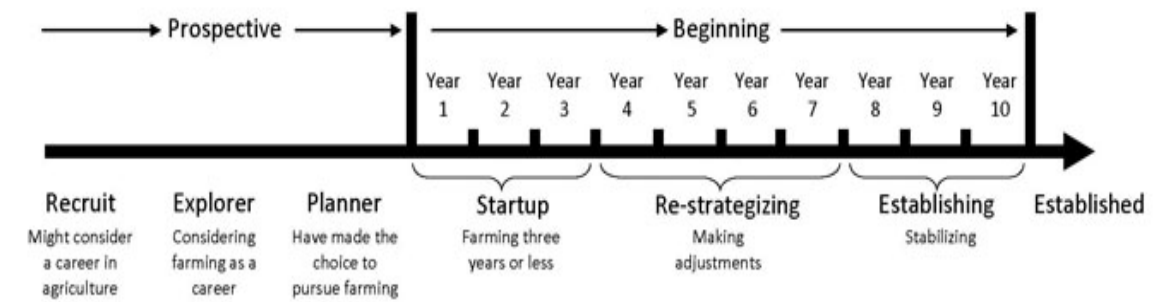 Prospective Beginning
Year Year Year Year Year Year Year Year Year Year
1 2 3 4 5 6 7 8 9 10
Recruit Explorer Planner Startup Re-strategizing Establishing Established
Might consider Considering Have made the Farming three Making Stabilizing
a career in farming as a choice to years or less adjustments
agriculture career pursue farming